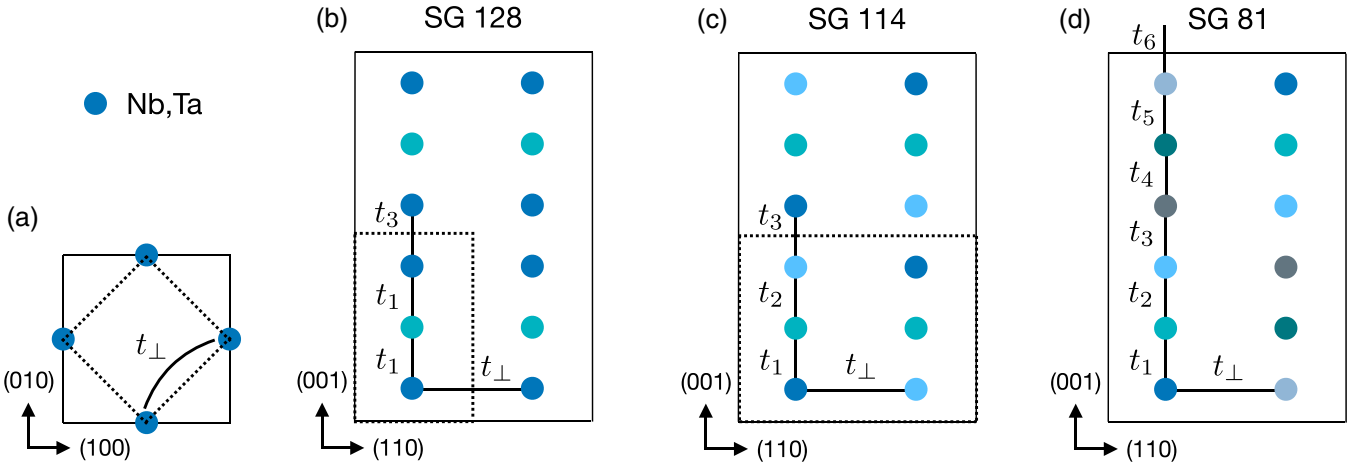 (b)
SG 128
(c)
SG 114
(d)
SG 81
Nb,Ta
(a)
t⊥
(010)
(100)
t₃
t₁
t₁
t⊥
(001)
(110)
t₃
t₂
t₁
t⊥
(001)
(110)
t₆
t₅
t₄
t₃
t₂
t₁
t⊥
(001)
(110)